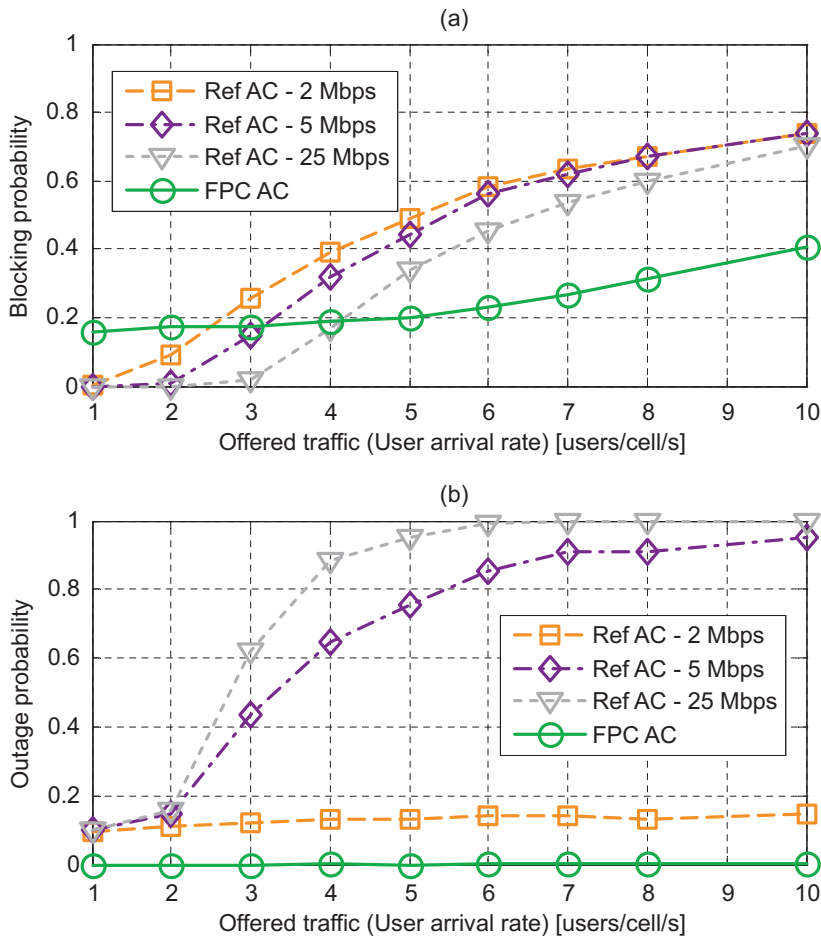 (a)
1
0.8
0.6
0.4
0.2
0
Blocking probability
Ref AC - 2 Mbps
Ref AC - 5 Mbps
Ref AC - 25 Mbps
FPC AC
1 2 3 4 5 6 7 8 9 10
Offered traffic (User arrival rate) [users/cell/s]
(b)
1
0.8
0.6
0.4
0.2
0
Outage probability
Ref AC - 2 Mbps
Ref AC - 5 Mbps
Ref AC - 25 Mbps
FPC AC
1 2 3 4 5 6 7 8 9 10
Offered traffic (User arrival rate) [users/cell/s]